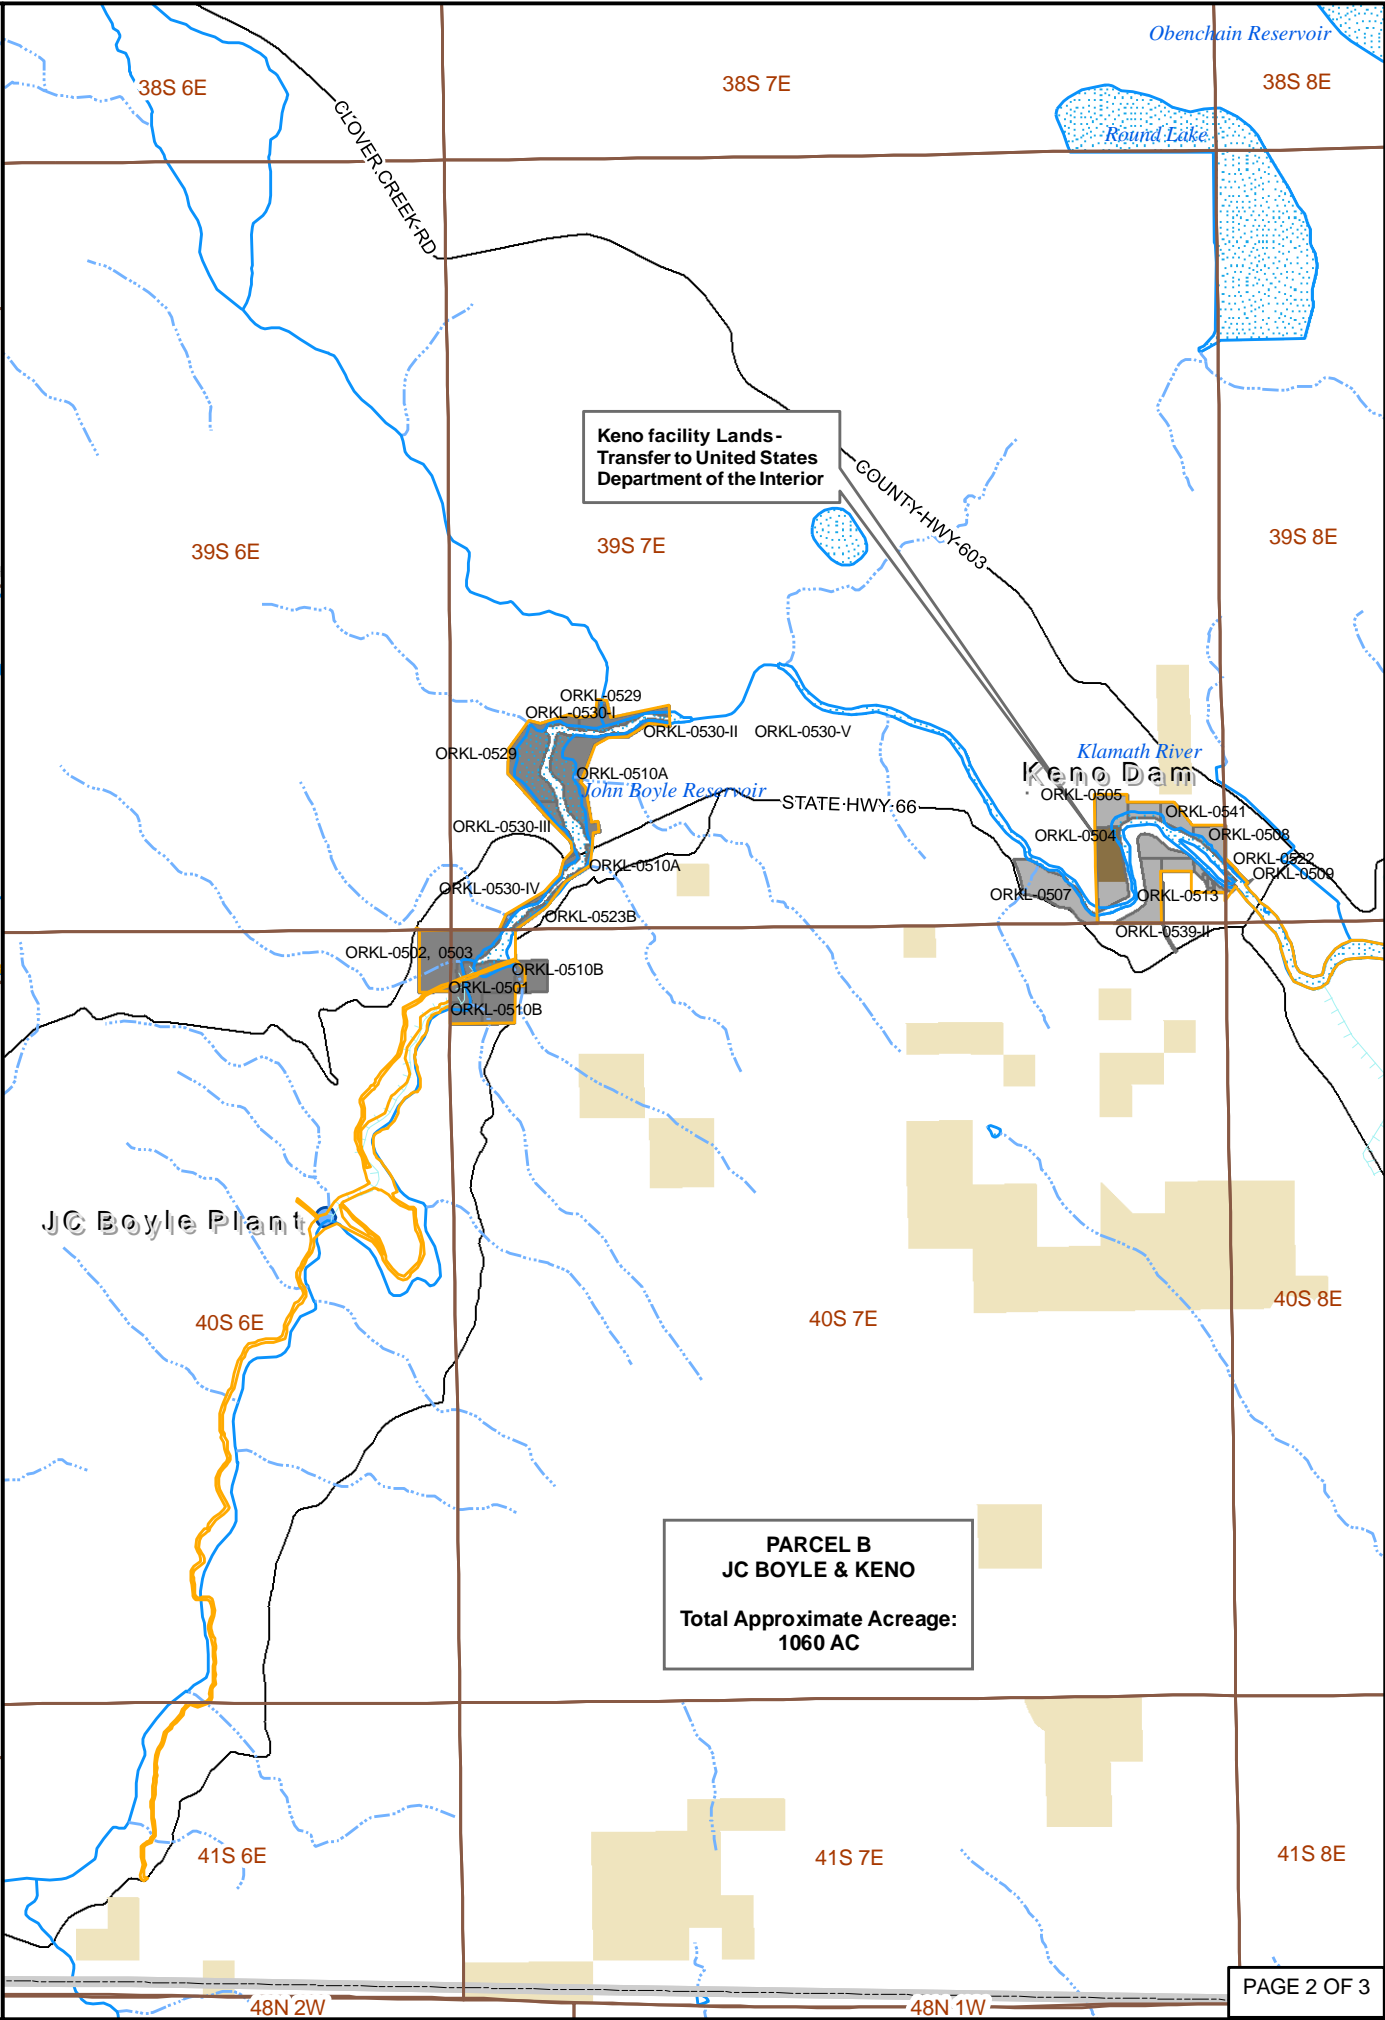 Obenchain Reservoir
38S 6E
38S 7E
38S 8E
CLOVER CREEK RD
Round Lake
Keno facility Lands -
Transfer to United States
Department of the Interior
COUNTY HWY 603
39S 6E
39S 7E
39S 8E
ORKL-0529
ORKL-0530-I
ORKL-0530-II
ORKL-0530-V
ORKL-0529
Klamath River
Keno Dam
ORKL-0510A
John Boyle Reservoir
STATE HWY 66
ORKL-0505
ORKL-0541
ORKL-0530-III
ORKL-0504
ORKL-0508
ORKL-0510A
ORKL-0522
ORKL-0509
ORKL-0530-IV
ORKL-0507
ORKL-0513
ORKL-0523B
ORKL-0539-II
ORKL-0502, 0503
ORKL-0510B
ORKL-0501
ORKL-0510B
JC Boyle Plant
40S 6E
40S 7E
40S 8E
PARCEL B
JC BOYLE & KENO
Total Approximate Acreage:
1060 AC
41S 6E
41S 7E
41S 8E
PAGE 2 OF 3
48N 2W
48N 1W